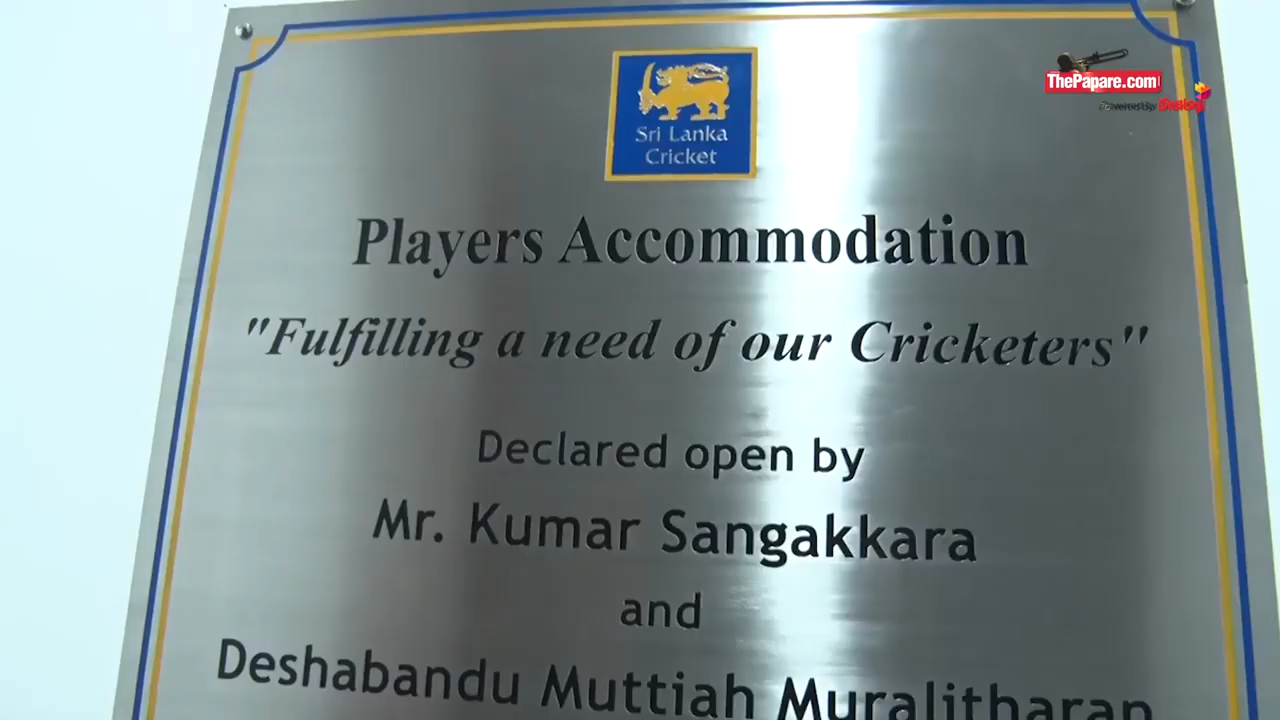 ThePapare.com
Powered By Dialog
Sri Lanka
Cricket
Players Accommodation
"Fulfilling a need of our Cricketers"
Declared open by
Mr. Kumar Sangakkara
and
Deshabandu Muttiah Muralitharan